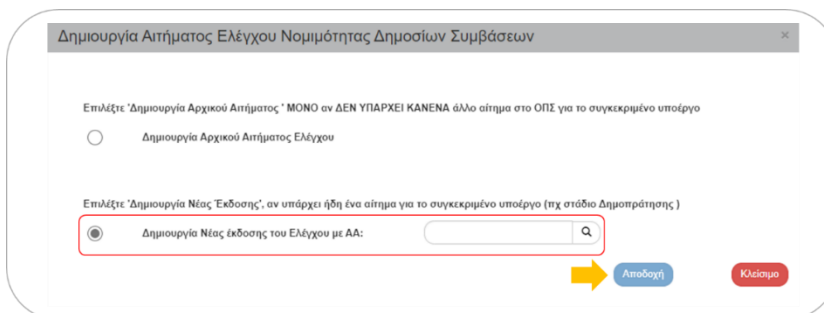 Δημιουργία Αιτήματος Ελέγχου Νομιμότητας Δημοσίων Συμβάσεων ×
Επιλέξτε 'Δημιουργία Αρχικού Αιτήματος ' ΜΟΝΟ αν ΔΕΝ ΥΠΑΡΧΕΙ ΚΑΝΕΝΑ άλλο αίτημα στο ΟΠΣ για το συγκεκριμένο υποέργο
Δημιουργία Αρχικού Αιτήματος Ελέγχου
Επιλέξτε 'Δημιουργία Νέας Έκδοσης', αν υπάρχει ήδη ένα αίτημα για το συγκεκριμένο υποέργο (πχ στάδιο Δημοπράτησης )
Δημιουργία Νέας έκδοσης του Ελέγχου με ΑΑ:
Αποδοχή Κλείσιμο